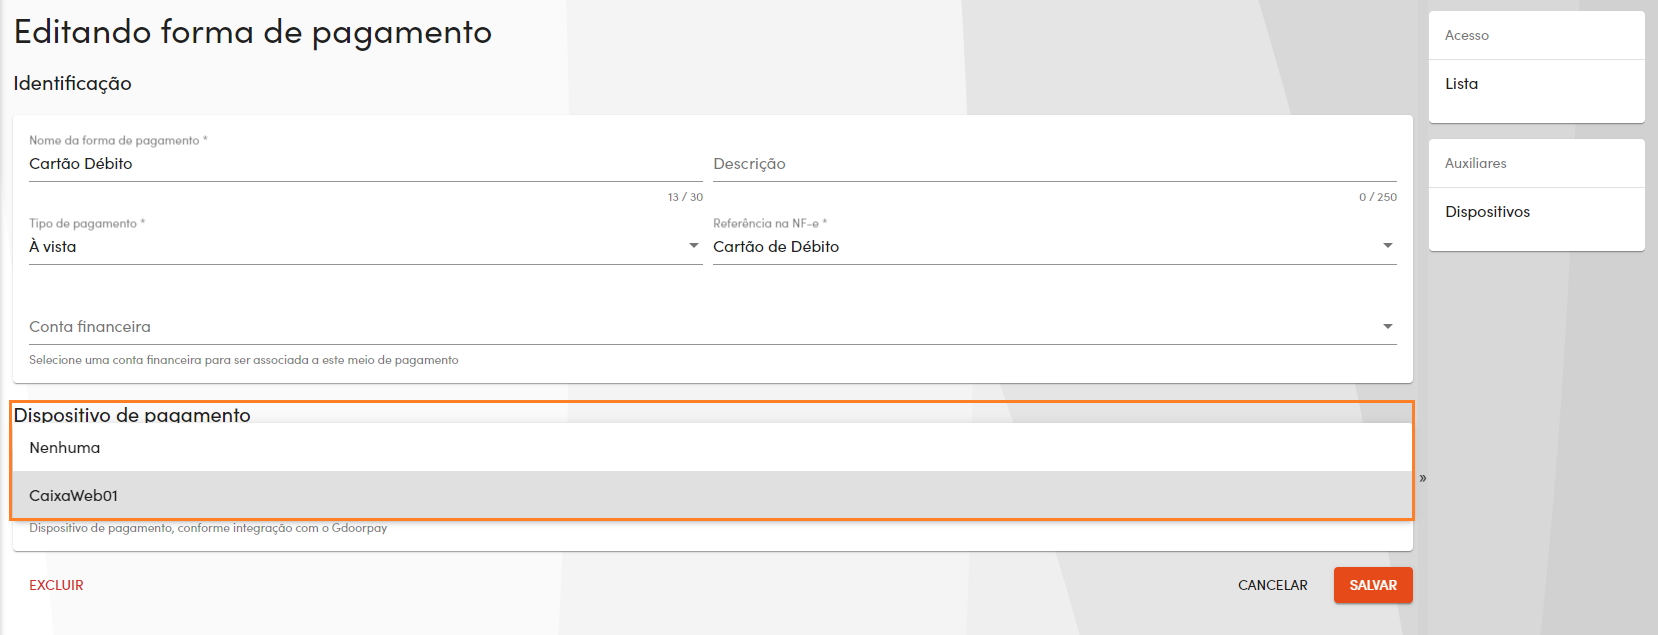 Editando forma de pagamento
Identificação
Nome da forma de pagamento *
Cartão Débito
13 / 30
Descrição
0 / 250
Tipo de pagamento *
À vista
Referência na NF-e *
Cartão de Débito
Conta financeira
Selecione uma conta financeira para ser associada a este meio de pagamento
Dispositivo de pagamento
Nenhuma
CaixaWeb01
Dispositivo de pagamento, conforme integração com o Gdoorpay
EXCLUIR
CANCELAR
SALVAR
»
Acesso
Lista
Auxiliares
Dispositivos